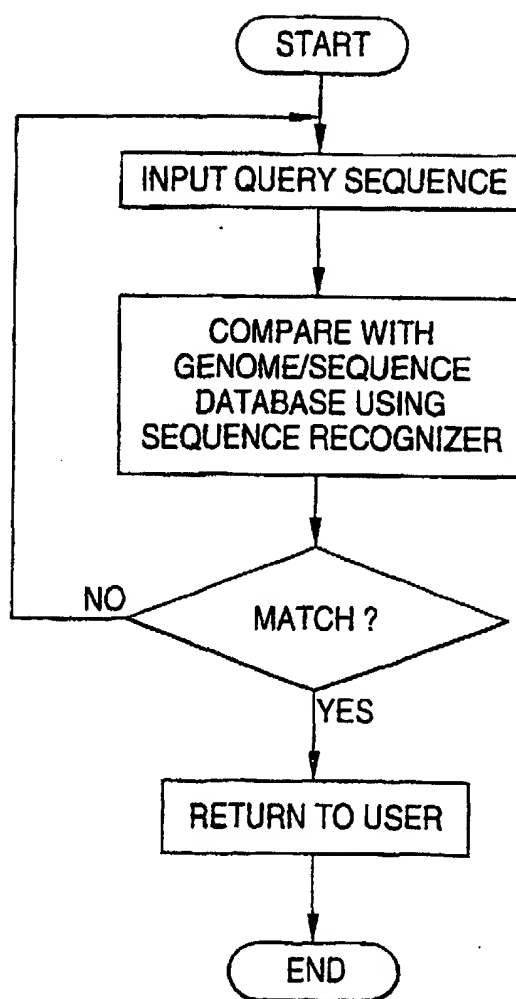 START
INPUT QUERY SEQUENCE
COMPARE WITH
GENOME/SEQUENCE
DATABASE USING
SEQUENCE RECOGNIZER
NO
MATCH ?
YES
RETURN TO USER
END